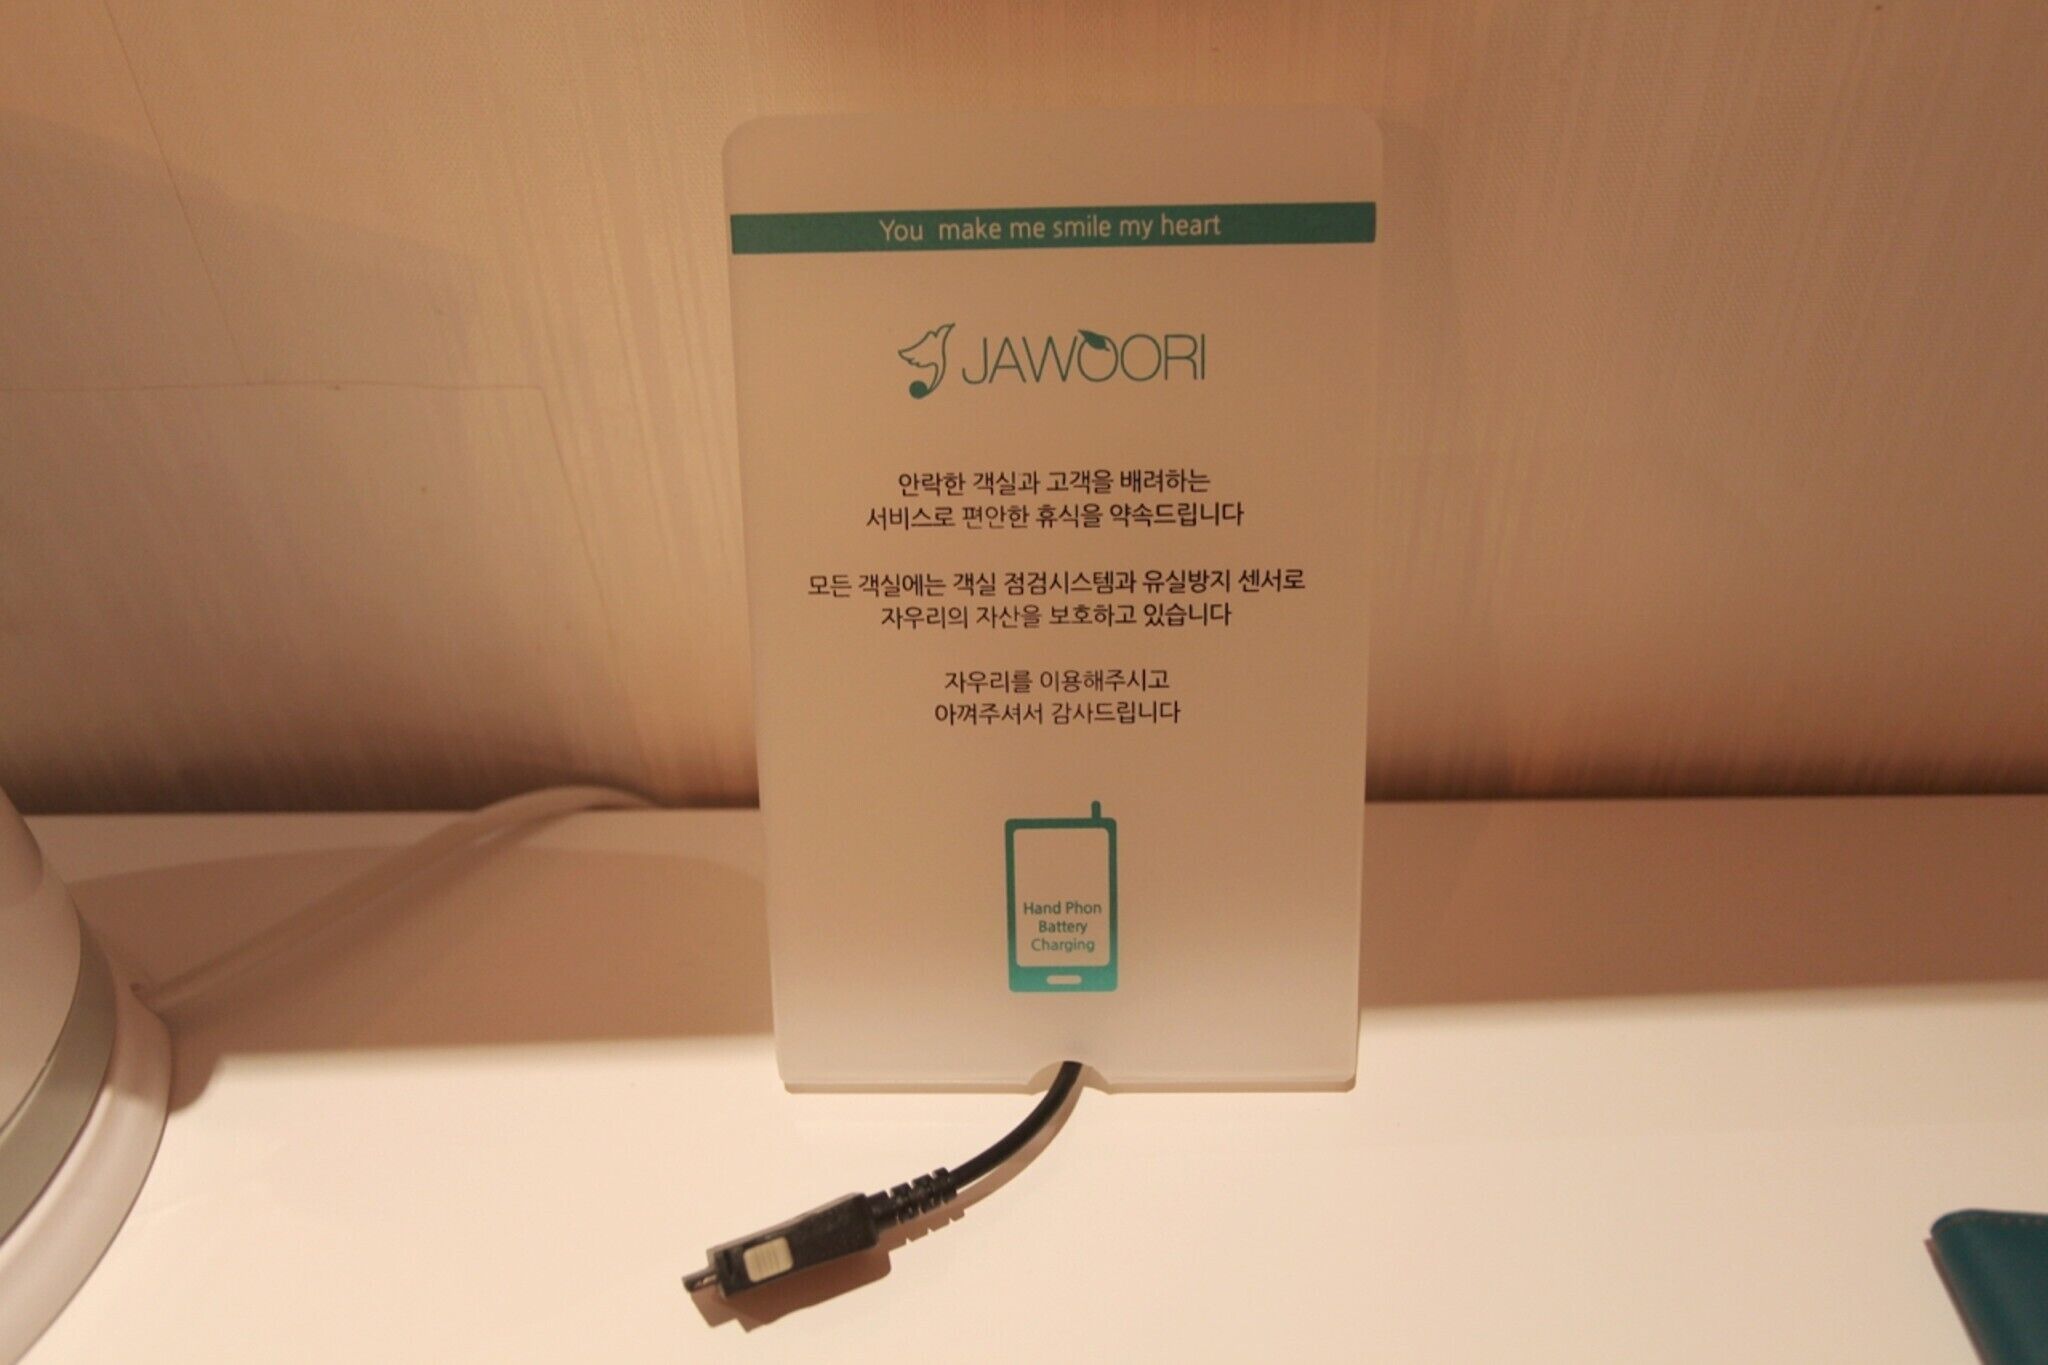 You make me smile my heart
JAWOORI
안락한 객실과 고객을 배려하는
서비스로 편안한 휴식을 약속드립니다
모든 객실에는 객실 점검시스템과 유실방지 센서로
자우리의 자산을 보호하고 있습니다
자우리를 이용해주시고
아껴주셔서 감사드립니다
Hand Phon
Battery
Charging